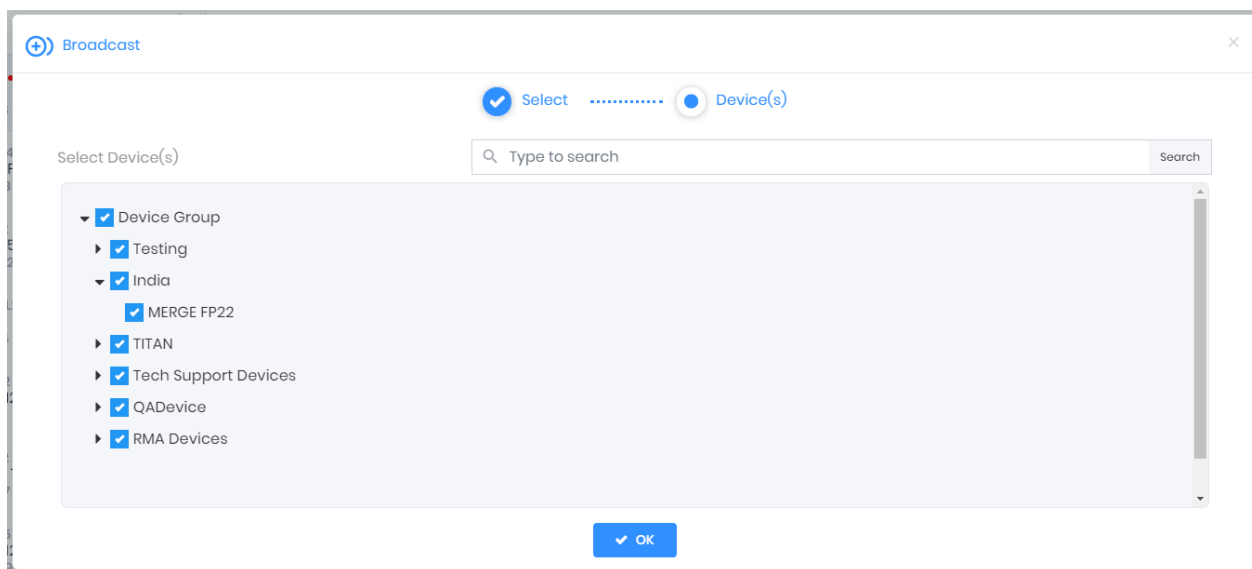 Broadcast
Select
Device(s)
Select Device(s)
Type to search
Search
Device Group
Testing
India
MERGE FP22
TITAN
Tech Support Devices
QADevice
RMA Devices
OK